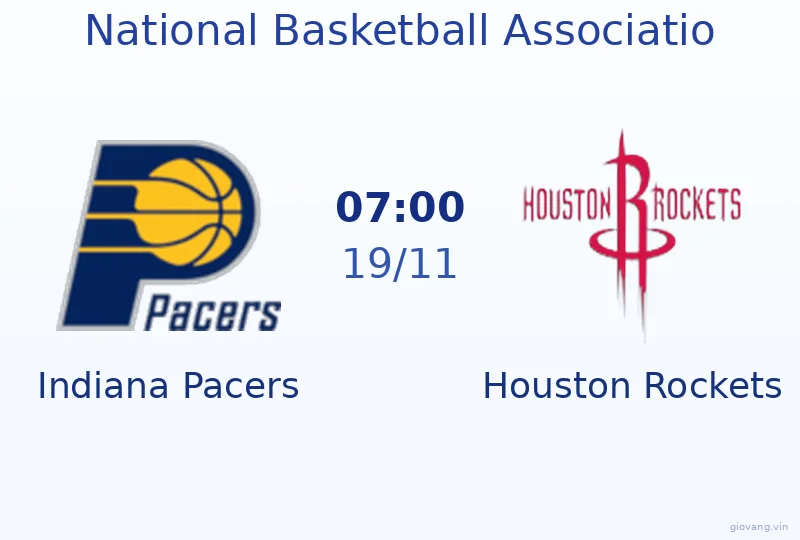 National Basketball Associatio
Pacers
07:00
19/11
HOUSTON ROCKETS
Indiana Pacers
Houston Rockets
giovang.vin